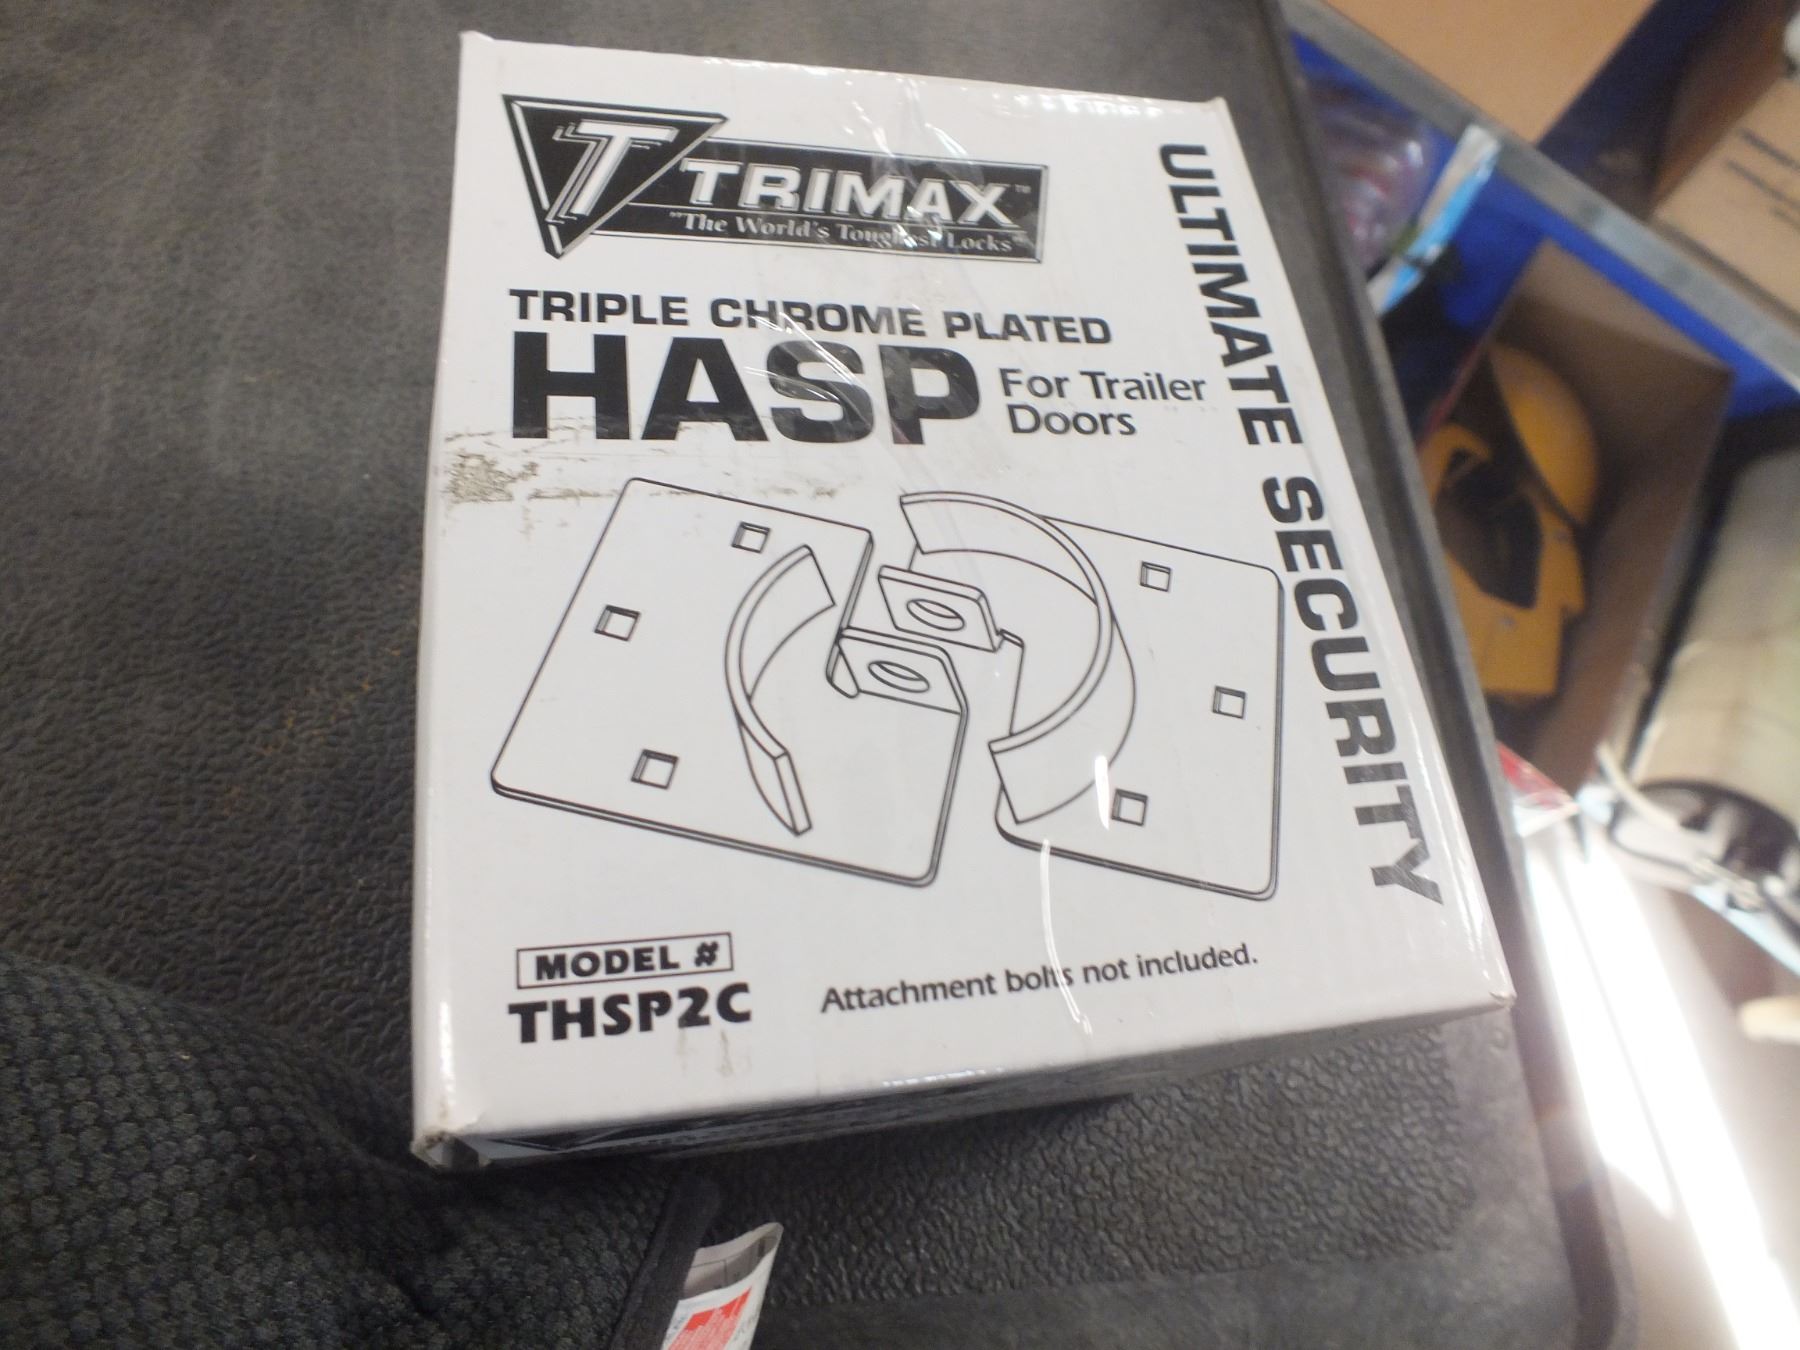 TRIMAX™
"The World's Toughest Locks"
TRIPLE CHROME PLATED
HASP For Trailer
Doors
ULTIMATE SECURITY
MODEL #
THSP2C
Attachment bolts not included.